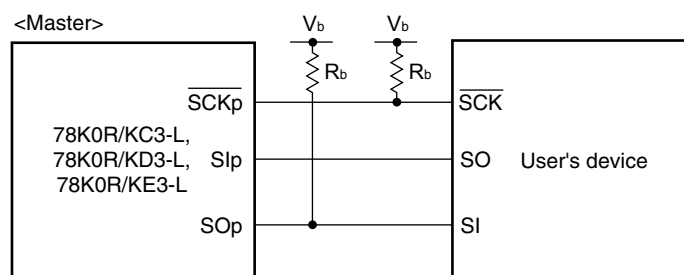 <Master>
Vb
Vb
Rb
Rb
SCKp
SCK
78K0R/KC3-L,
78K0R/KD3-L,
78K0R/KE3-L
SIp
SO
User's device
SOp
SI